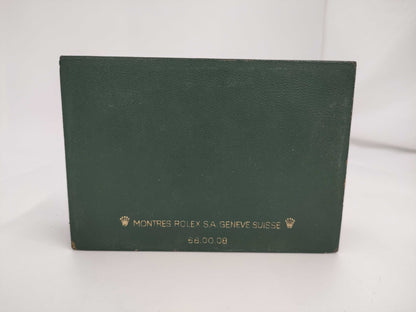 MONTRES ROLEX S.A. GENEVE SUISSE
68.00.08